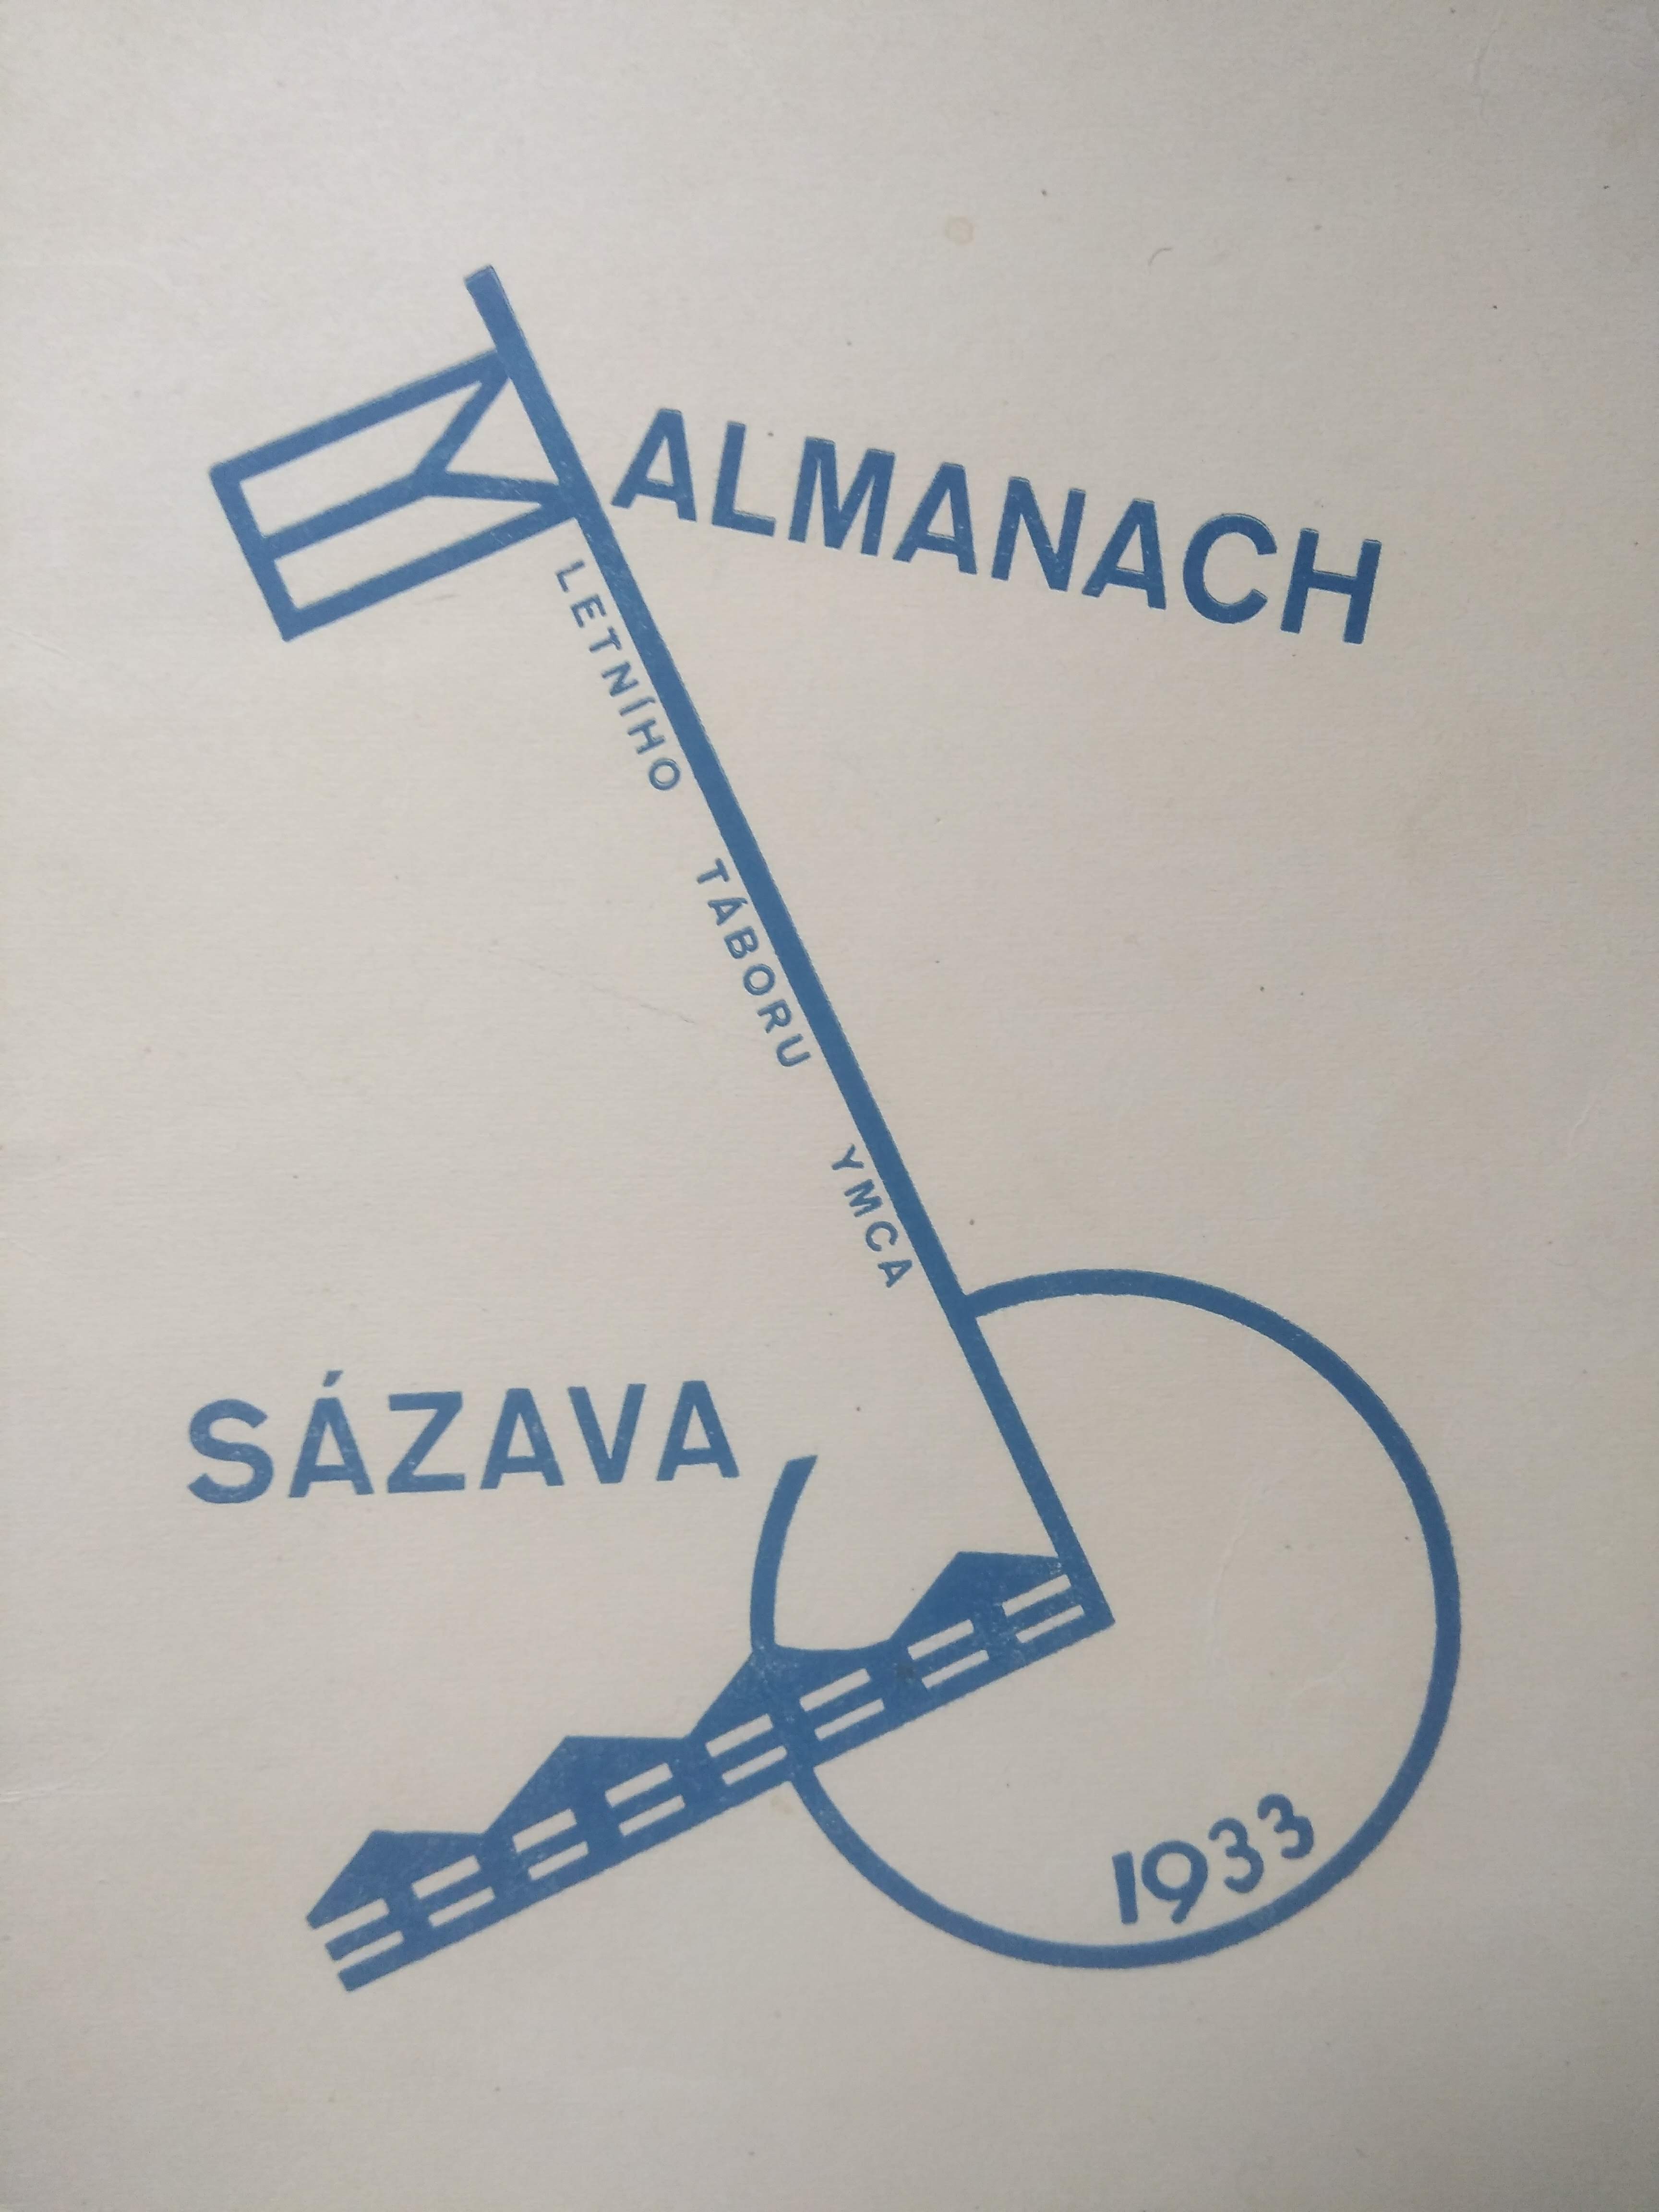 ALMANACH
LETNÍHO TÁBORU YMCA
SÁZAVA
1933